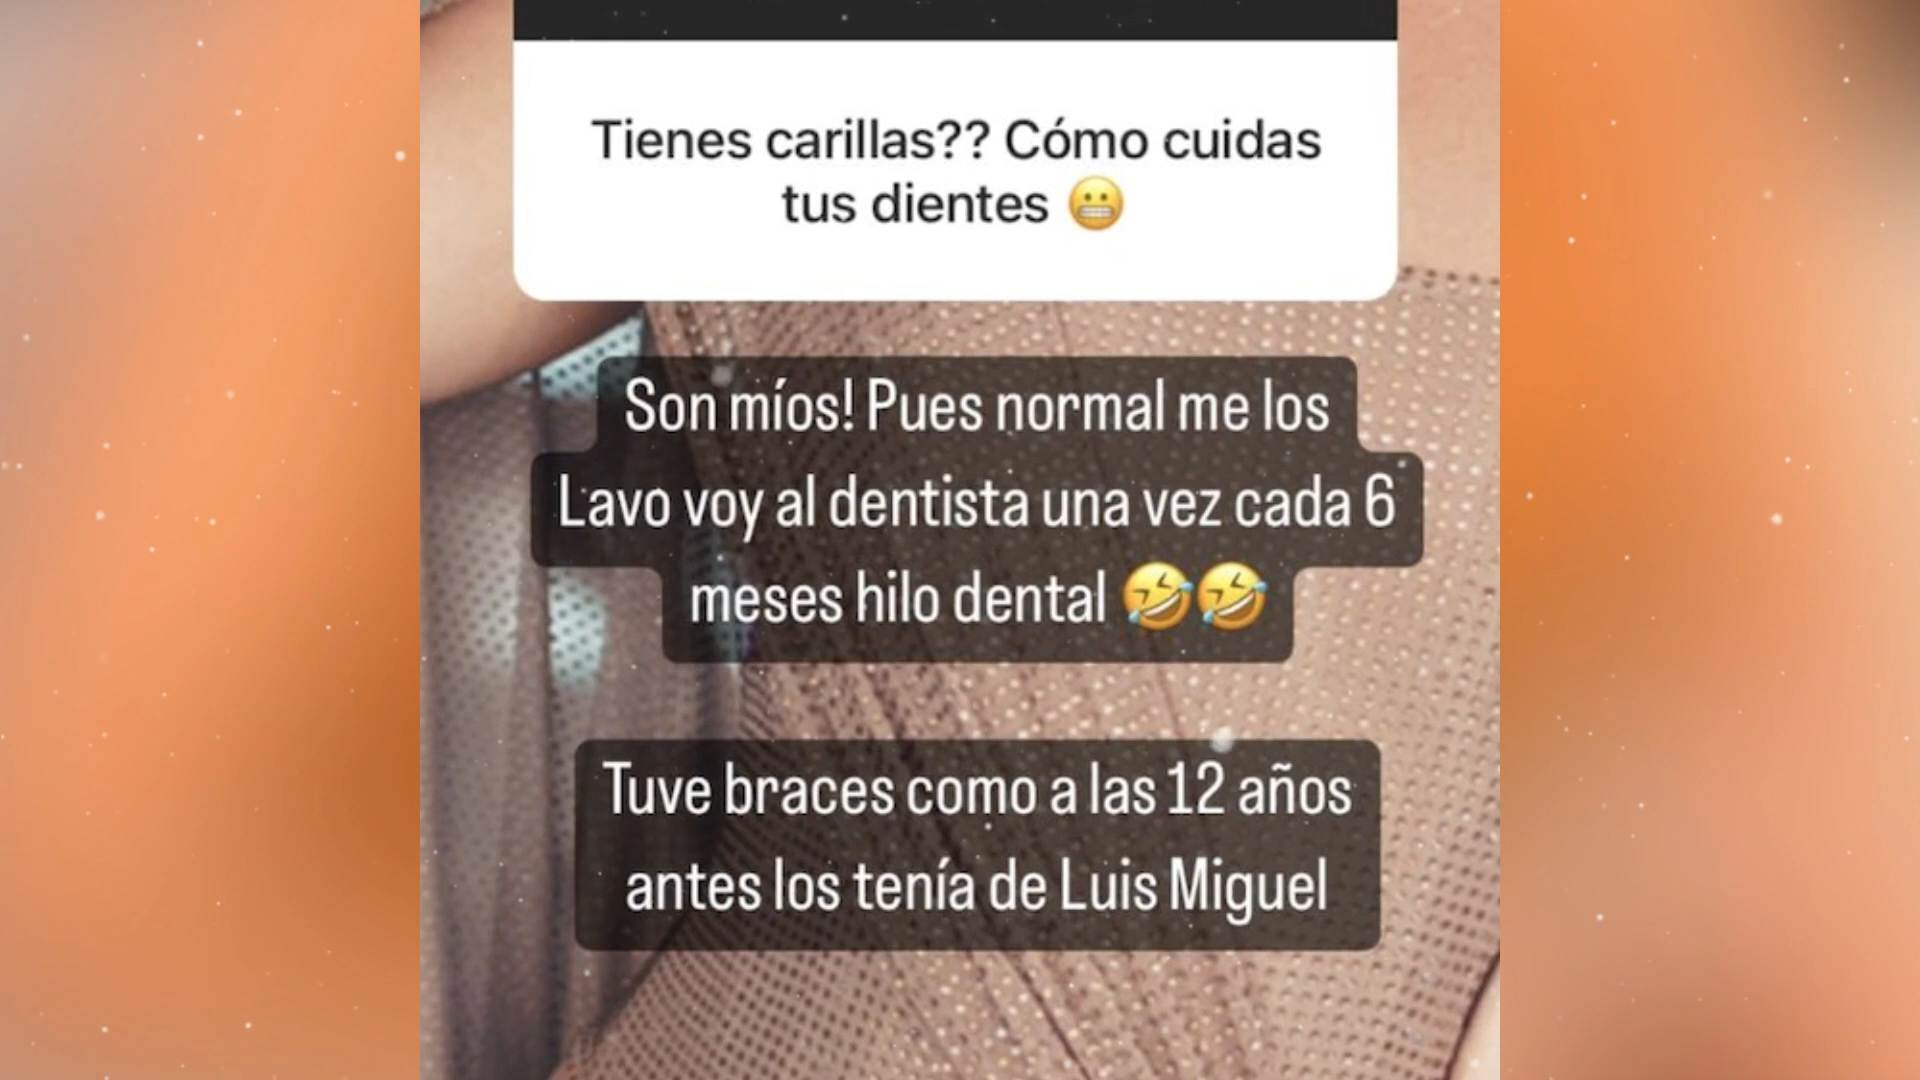 Tienes carillas?? Cómo cuidas
tus dientes 😬
Son míos! Pues normal me los
Lavo voy al dentista una vez cada 6
meses hilo dental 🤣🤣
Tuve braces como a las 12 años
antes los tenía de Luis Miguel